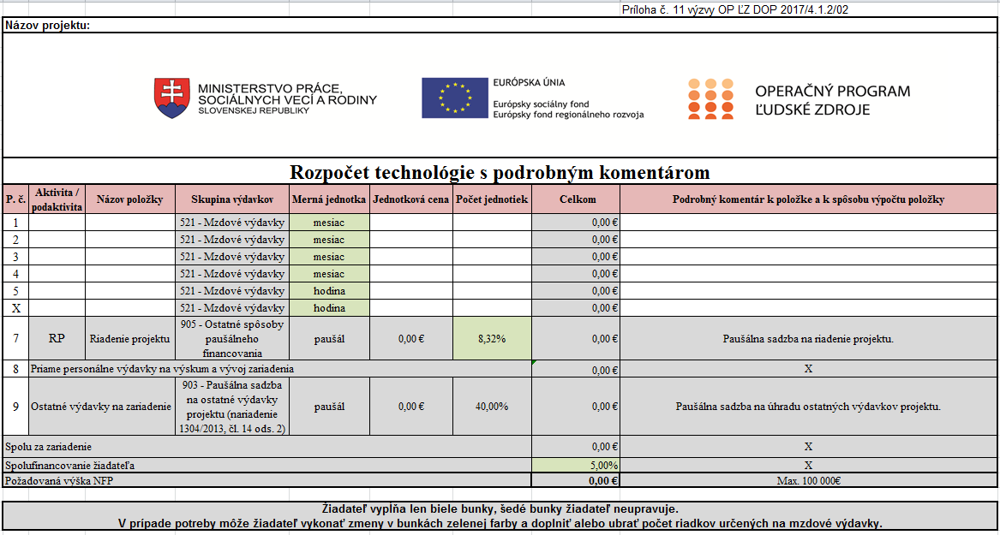 Príloha č. 11 výzvy OP ĽZ DOP 2017/4.1.2/02
Názov projektu:
MINISTERSTVO PRÁCE,
SOCIÁLNYCH VECÍ A RODINY
SLOVENSKEJ REPUBLIKY
EURÓPSKA ÚNIA
Európsky sociálny fond
Európsky fond regionálneho rozvoja
OPERAČNÝ PROGRAM
ĽUDSKÉ ZDROJE
Rozpočet technológie s podrobným komentárom
P. č. Aktivita / podaktivita Názov položky Skupina výdavkov Merná jednotka Jednotková cena Počet jednotiek Celkom Podrobný komentár k položke a k spôsobu výpočtu položky
1 521 - Mzdové výdavky mesiac 0,00 €
2 521 - Mzdové výdavky mesiac 0,00 €
3 521 - Mzdové výdavky mesiac 0,00 €
4 521 - Mzdové výdavky mesiac 0,00 €
5 521 - Mzdové výdavky hodina 0,00 €
X 521 - Mzdové výdavky hodina 0,00 €
7 RP Riadenie projektu 905 - Ostatné spôsoby paušálneho financovania paušál 0,00 € 8,32% 0,00 € Paušálna sadzba na riadenie projektu.
8 Priame personálne výdavky na výskum a vývoj zariadenia 0,00 € X
9 Ostatné výdavky na zariadenie 903 - Paušálna sadzba na ostatné výdavky projektu (nariadenie 1304/2013, čl. 14 ods. 2) paušál 0,00 € 40,00% 0,00 € Paušálna sadzba na úhradu ostatných výdavkov projektu.
Spolu za zariadenie 0,00 € X
Spolufinancovanie žiadateľa 5,00% X
Požadovaná výška NFP 0,00 € Max. 100 000€
Žiadateľ vypĺňa len biele bunky, šedé bunky žiadateľ neupravuje.
V prípade potreby môže žiadateľ vykonať zmeny v bunkách zelenej farby a doplniť alebo ubrať počet riadkov určených na mzdové výdavky.